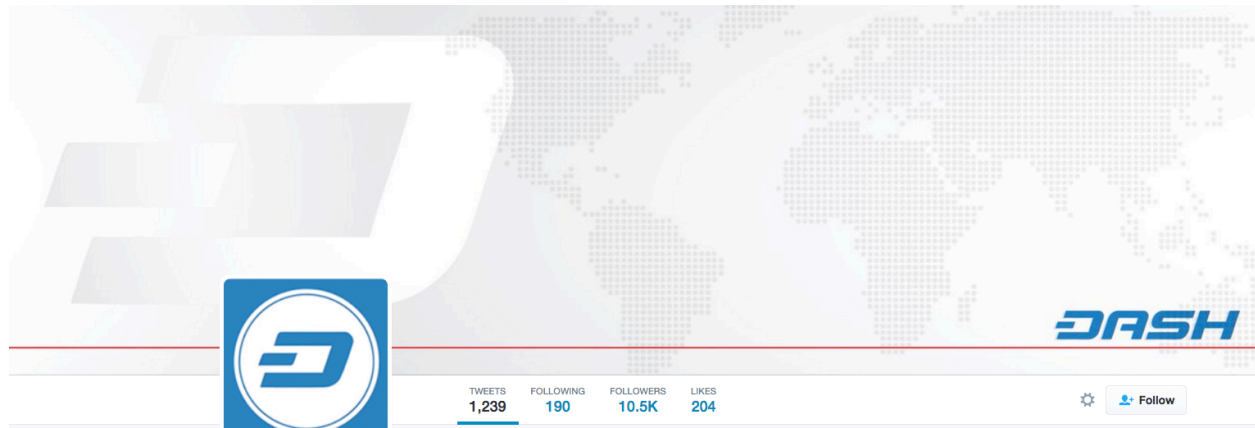 DASH
TWEETS FOLLOWING FOLLOWERS LIKES
1,239 190 10.5K 204
Follow